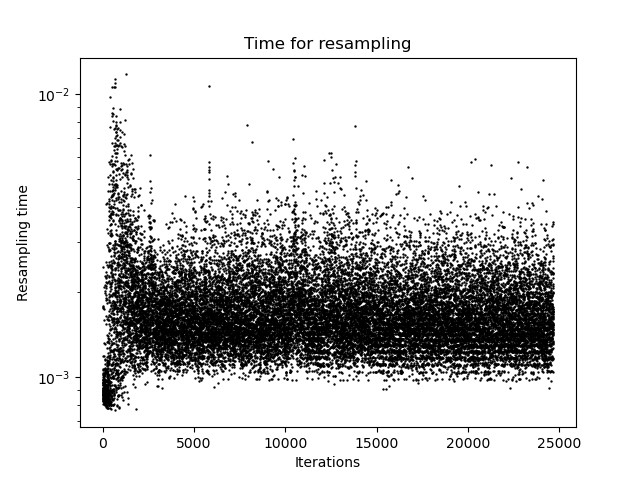 Time for resampling
Resampling time
10⁻²
10⁻³
0 5000 10000 15000 20000 25000
Iterations